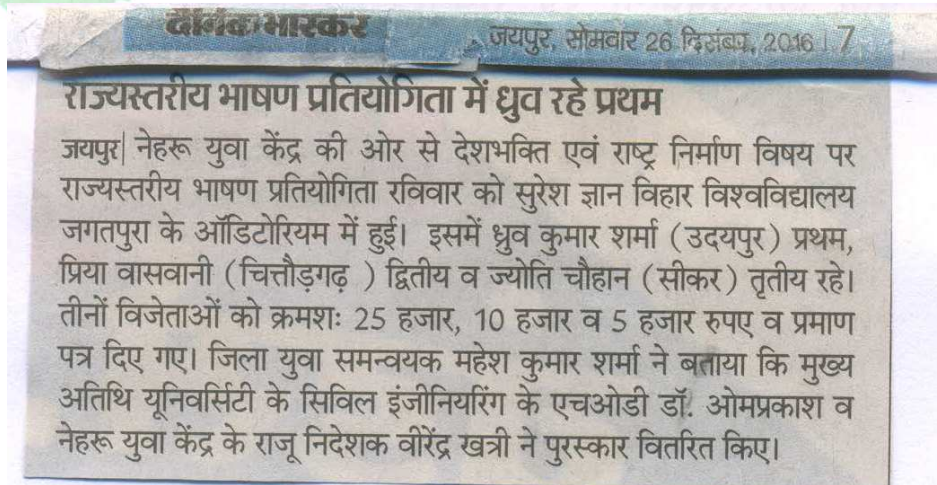 दैनिक भास्कर
जयपुर, सोमवार 26 दिसंबर, 2016 | 7
राज्यस्तरीय भाषण प्रतियोगिता में ध्रुव रहे प्रथम
जयपुर| नेहरू युवा केंद्र की ओर से देशभक्ति एवं राष्ट्र निर्माण विषय पर
राज्यस्तरीय भाषण प्रतियोगिता रविवार को सुरेश ज्ञान विहार विश्वविद्यालय
जगतपुरा के ऑडिटोरियम में हुई। इसमें ध्रुव कुमार शर्मा (उदयपुर) प्रथम,
प्रिया वासवानी (चित्तौड़गढ़ ) द्वितीय व ज्योति चौहान (सीकर) तृतीय रहे।
तीनों विजेताओं को क्रमशः 25 हजार, 10 हजार व 5 हजार रुपए व प्रमाण
पत्र दिए गए। जिला युवा समन्वयक महेश कुमार शर्मा ने बताया कि मुख्य
अतिथि यूनिवर्सिटी के सिविल इंजीनियरिंग के एचओडी डॉ. ओमप्रकाश व
नेहरू युवा केंद्र के राजू निदेशक वीरेंद्र खत्री ने पुरस्कार वितरित किए।